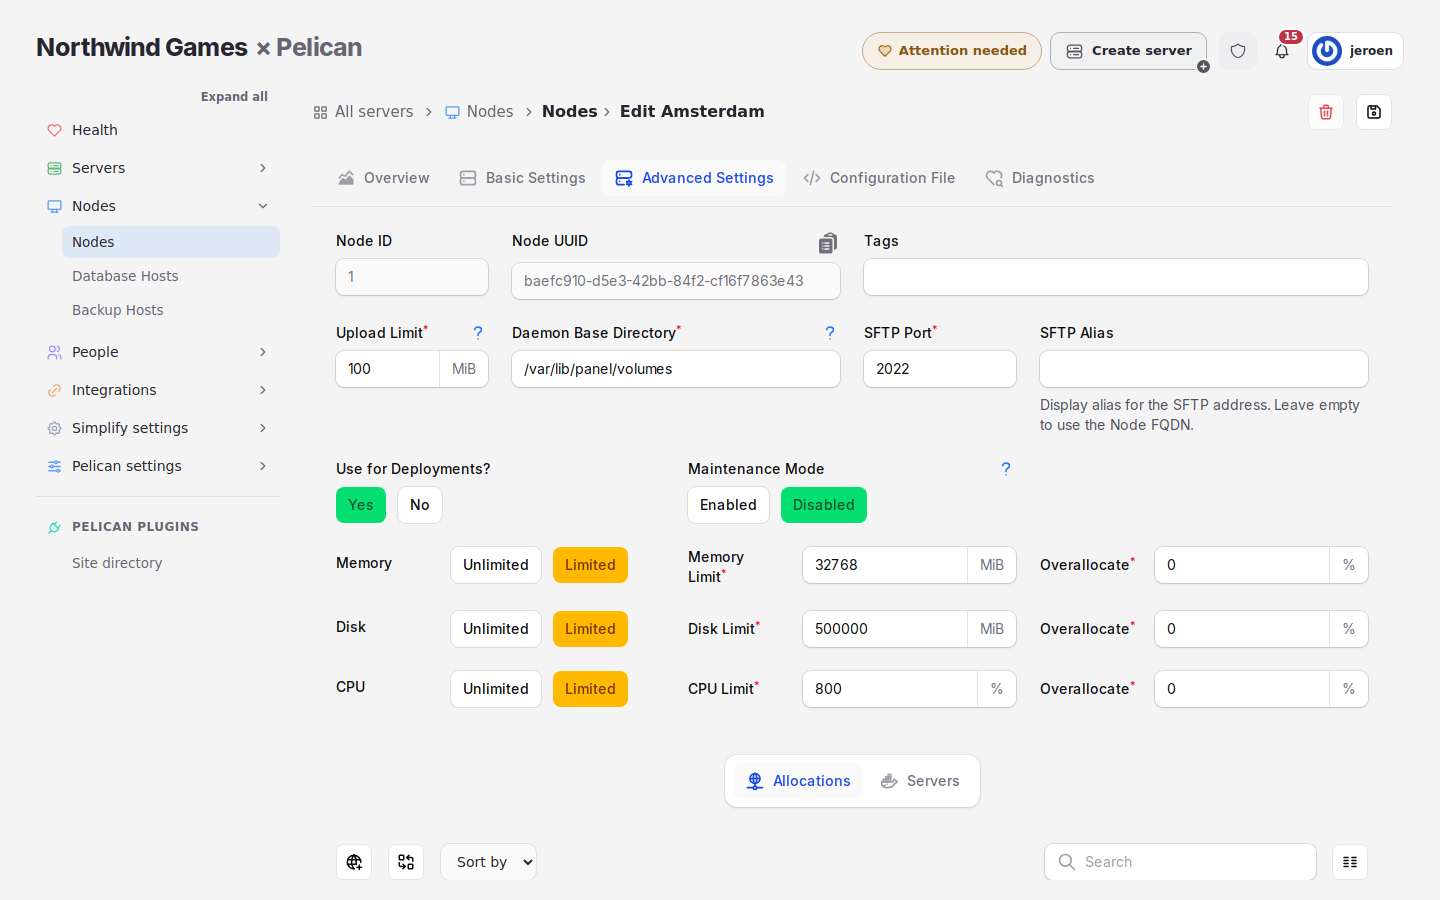 Northwind Games × Pelican
Attention needed
Create server
15
jeroen
Expand all
Health
Servers
Nodes
Nodes
Database Hosts
Backup Hosts
People
Integrations
Simplify settings
Pelican settings
PELICAN PLUGINS
Site directory
All servers > Nodes > Nodes > Edit Amsterdam
Overview
Basic Settings
Advanced Settings
Configuration File
Diagnostics
Node ID
1
Node UUID
baefc910-d5e3-42bb-84f2-cf16f7863e43
Tags
Upload Limit* ?
100 MiB
Daemon Base Directory* ?
/var/lib/panel/volumes
SFTP Port*
2022
SFTP Alias
Display alias for the SFTP address. Leave empty
to use the Node FQDN.
Use for Deployments?
Yes No
Maintenance Mode ?
Enabled Disabled
Memory Unlimited Limited
Memory
Limit*
32768 MiB
Overallocate* 0 %
Disk Unlimited Limited
Disk Limit* 500000 MiB
Overallocate* 0 %
CPU Unlimited Limited
CPU Limit* 800 %
Overallocate* 0 %
Allocations
Servers
Sort by
Search